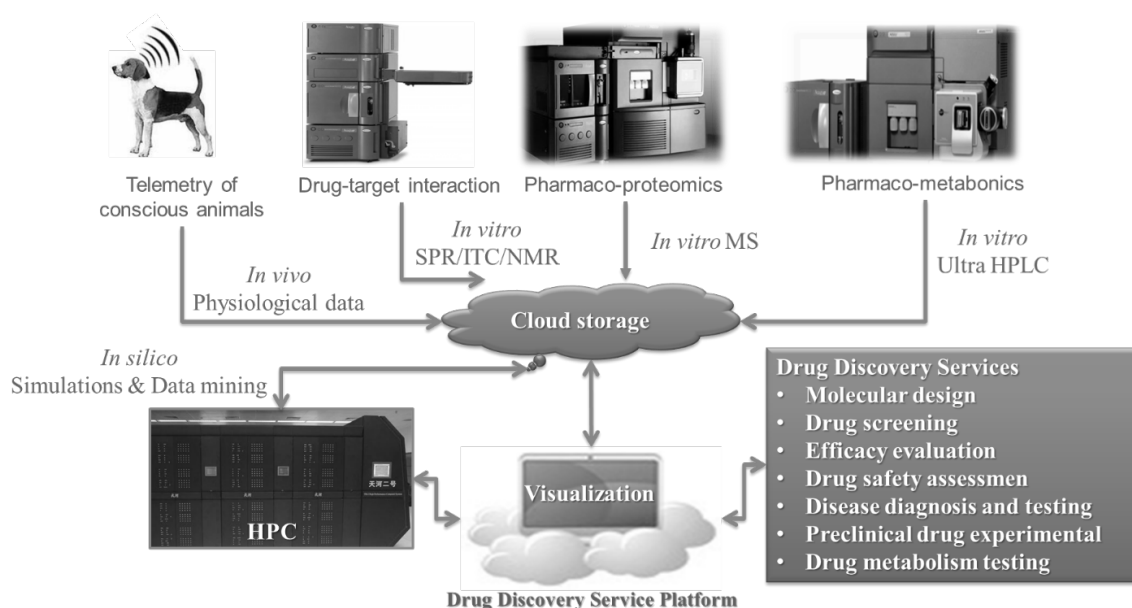 Telemetry of
conscious animals
Drug-target interaction
Pharmaco-proteomics
Pharmaco-metabonics
In vitro
SPR/ITC/NMR
In vitro MS
In vitro
Ultra HPLC
In vivo
Physiological data
Cloud storage
In silico
Simulations & Data mining
天河二号
HPC
Visualization
Drug Discovery Service Platform
Drug Discovery Services
• Molecular design
• Drug screening
• Efficacy evaluation
• Drug safety assessmen
• Disease diagnosis and testing
• Preclinical drug experimental
• Drug metabolism testing